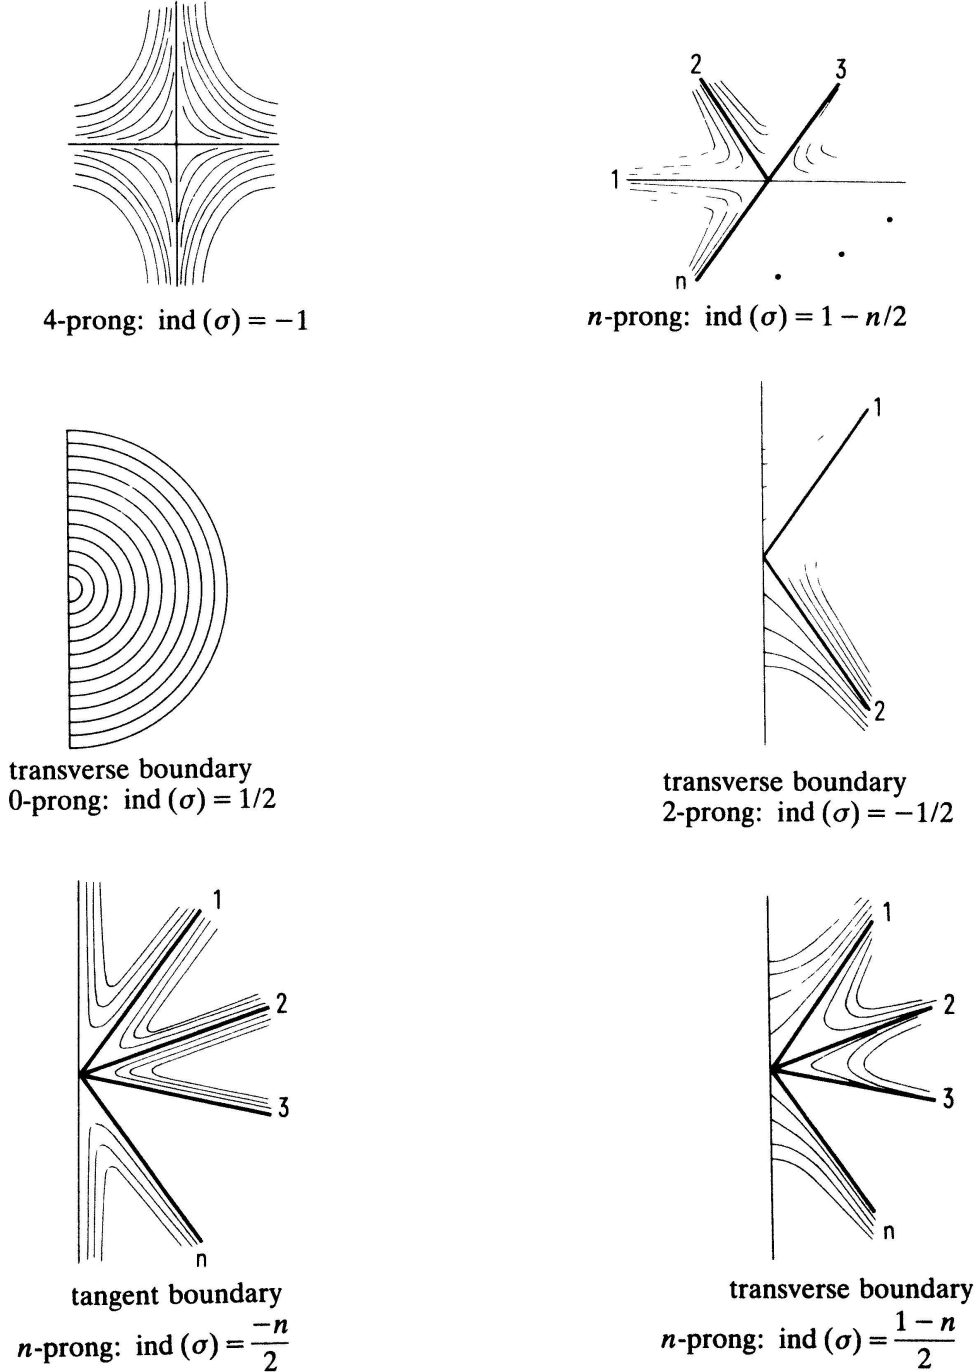 4-prong: ind (σ) = −1
1
2
3
n
n-prong: ind (σ) = 1 − n/2
transverse boundary
0-prong: ind (σ) = 1/2
1
2
transverse boundary
2-prong: ind (σ) = −1/2
1
2
3
n
tangent boundary
n-prong: ind (σ) = −n/2
1
2
3
n
transverse boundary
n-prong: ind (σ) = (1 − n)/2